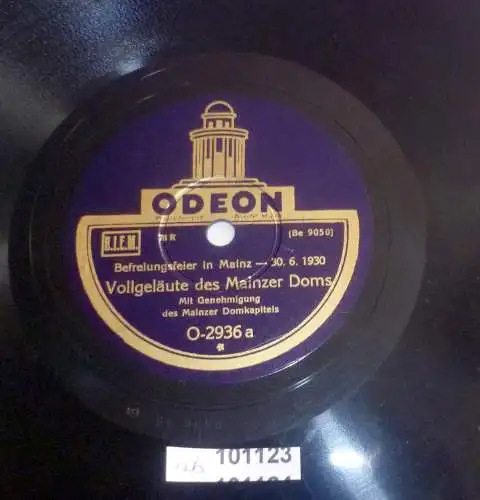 ODEON
B.I.E.M.
78 R
(Be 9050)
Befreiungsfeier in Mainz — 30. 6. 1930
Vollgeläute des Mainzer Doms
Mit Genehmigung
des Mainzer Domkapitels
O-2936 a
101123